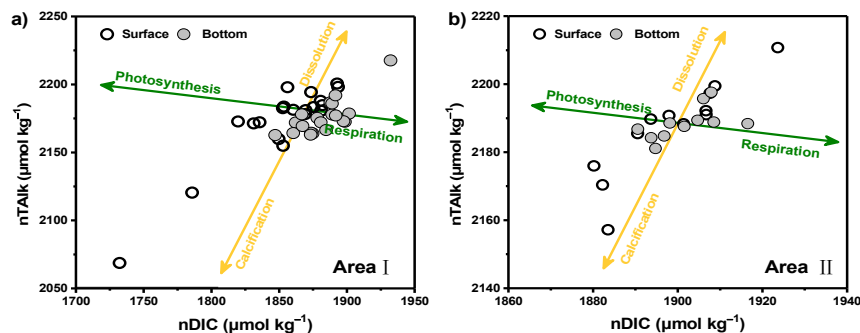 a)
Surface Bottom
Photosynthesis
Dissolution
Respiration
Calcification
Area Ⅰ
nTAlk (μmol kg⁻¹)
2250
2200
2150
2100
2050
1700 1750 1800 1850 1900 1950
nDIC (μmol kg⁻¹)
b)
Surface Bottom
Photosynthesis
Dissolution
Respiration
Calcification
Area Ⅱ
nTAlk (μmol kg⁻¹)
2220
2200
2180
2160
2140
1860 1880 1900 1920 1940
nDIC (μmol kg⁻¹)